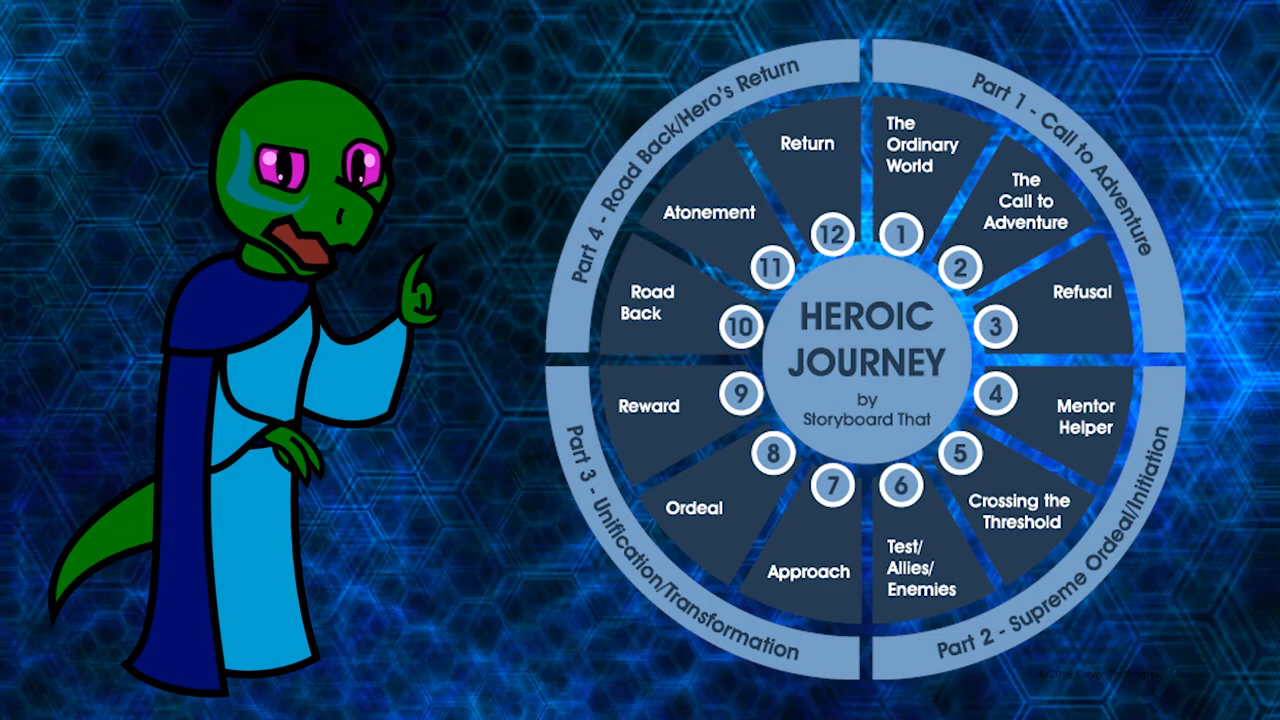 HEROIC
JOURNEY
by
Storyboard That
Part 1 - Call to Adventure
1
The
Ordinary
World
2
The
Call to
Adventure
3
Refusal
Part 2 - Supreme Ordeal/Initiation
4
Mentor
Helper
5
Crossing the
Threshold
6
Test/
Allies/
Enemies
Part 3 - Unification/Transformation
7
Approach
8
Ordeal
9
Reward
Part 4 - Road Back/Hero's Return
10
Road
Back
11
Atonement
12
Return